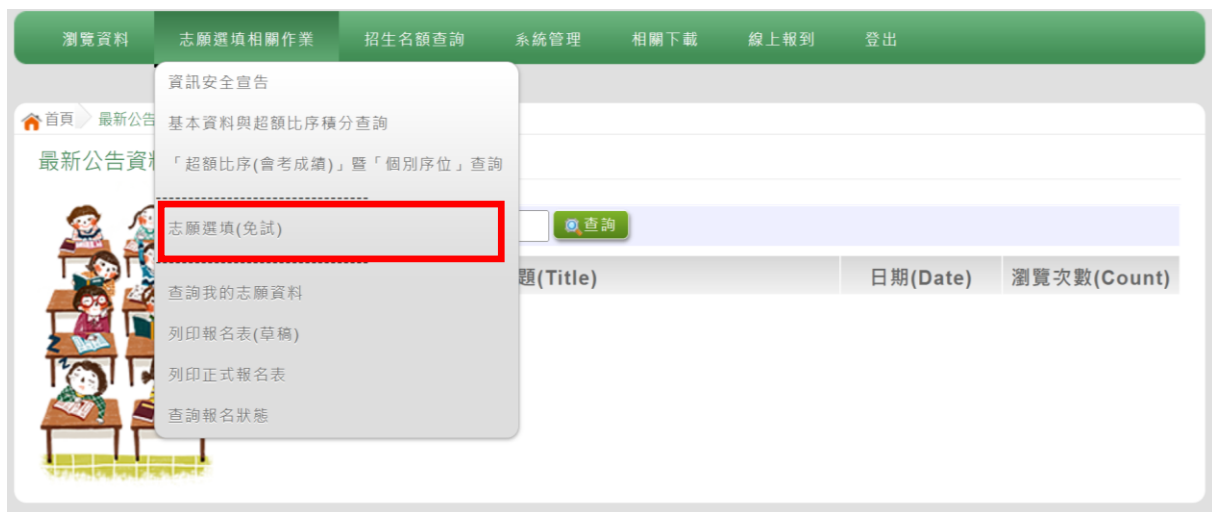 瀏覽資料 志願選填相關作業 招生名額查詢 系統管理 相關下載 線上報到 登出
資訊安全宣告
首頁 最新公告
基本資料與超額比序積分查詢
最新公告資
「超額比序(會考成績)」暨「個別序位」查詢
志願選填(免試)
查詢
題(Title) 日期(Date) 瀏覽次數(Count)
查詢我的志願資料
列印報名表(草稿)
列印正式報名表
查詢報名狀態